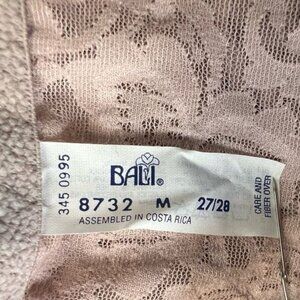 345 0995
BALI®
8732 M 27/28
ASSEMBLED IN COSTA RICA
CARE AND
FIBER OVER